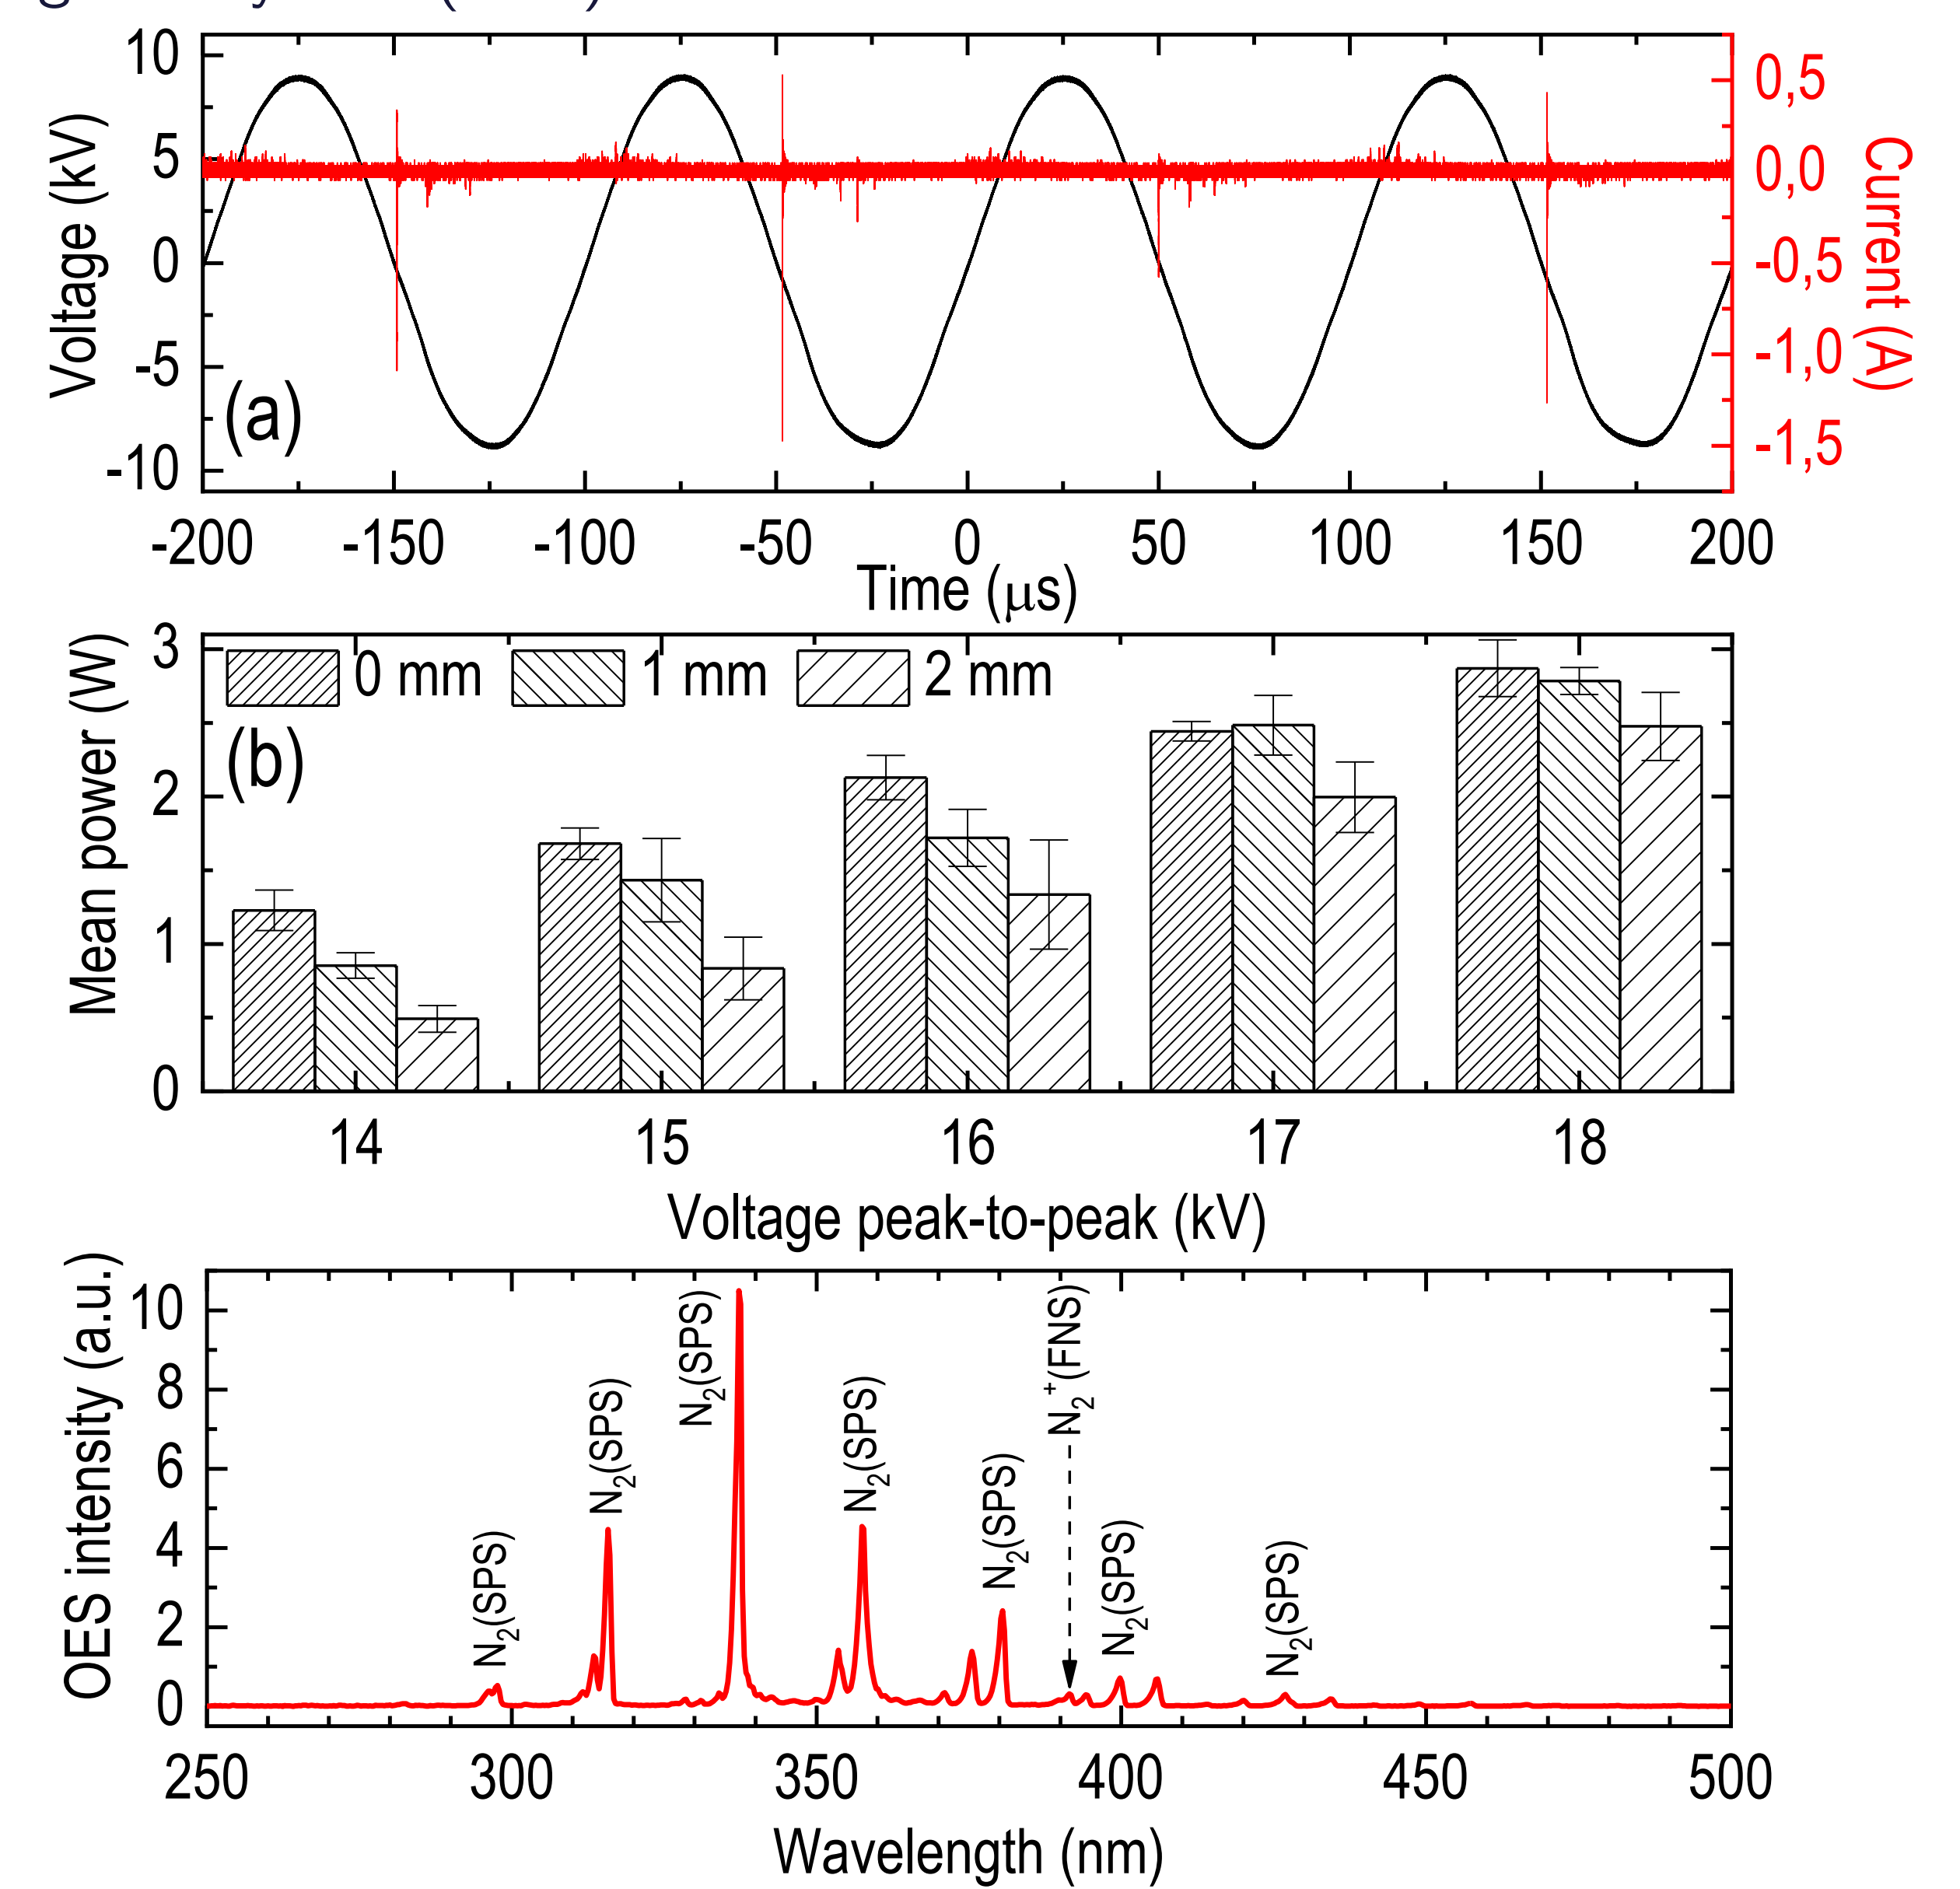 10
5
0
-5
-10
Voltage (kV)
(a)
0,5
0,0
-0,5
-1,0
-1,5
Current (A)
-200 -150 -100 -50 0 50 100 150 200
Time (μs)
3
2
1
0
Mean power (W)
0 mm 1 mm 2 mm
(b)
14 15 16 17 18
Voltage peak-to-peak (kV)
10
8
6
4
2
0
OES intensity (a.u.)
N₂(SPS)
N₂(SPS)
N₂(SPS)
N₂(SPS)
N₂(SPS)
N₂⁺(FNS)
N₂(SPS)
N₂(SPS)
250 300 350 400 450 500
Wavelength (nm)